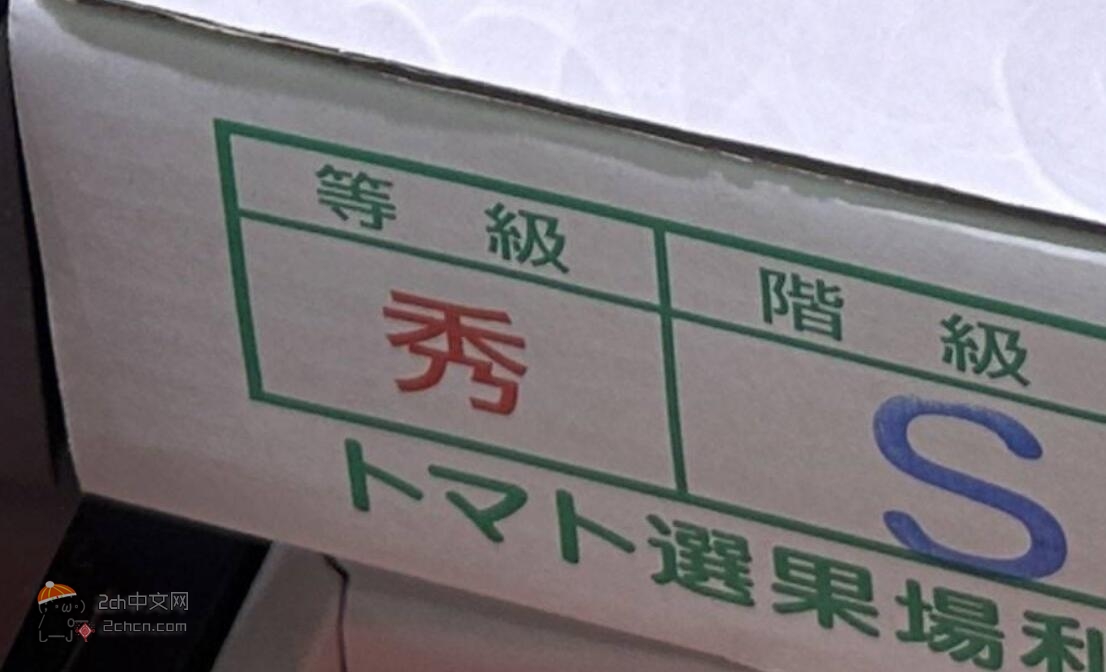 等級 階級
秀 S
トマト選果場利
2ch中文网
2chcn.com